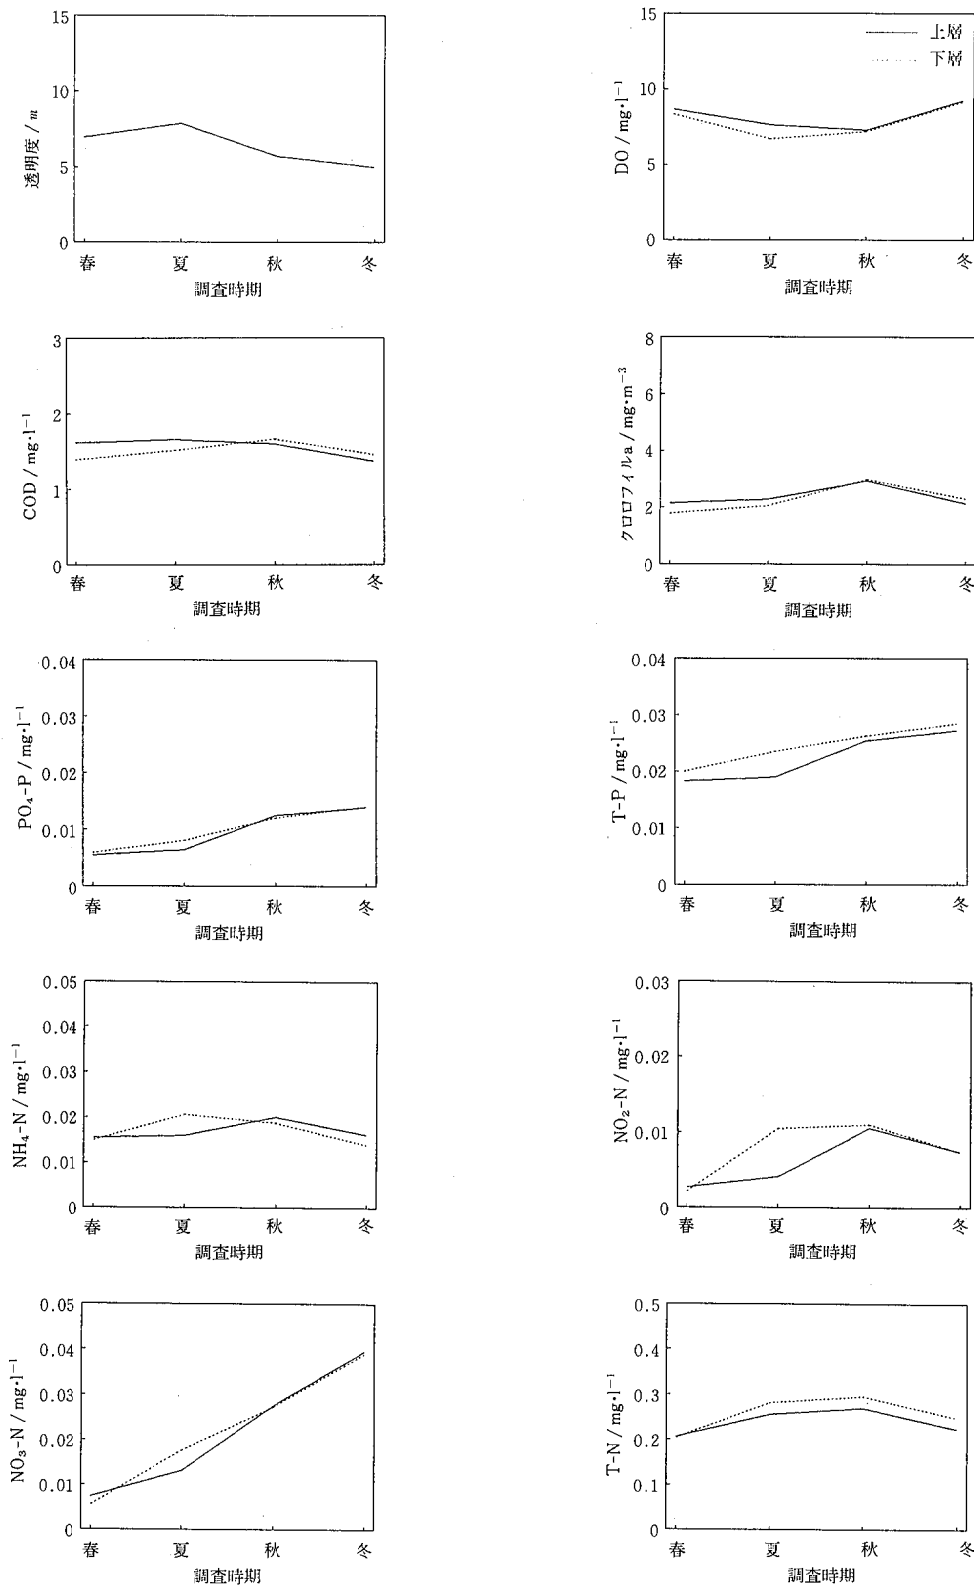 15
10
5
0
透明度 / m
春 夏 秋 冬
調査時期
15
10
5
0
DO / mg·l⁻¹
上層
下層
春 夏 秋 冬
調査時期
3
2
1
0
COD / mg·l⁻¹
春 夏 秋 冬
調査時期
8
6
4
2
0
クロロフィルa / mg·m⁻³
春 夏 秋 冬
調査時期
0.04
0.03
0.02
0.01
0
PO₄-P / mg·l⁻¹
春 夏 秋 冬
調査時期
0.04
0.03
0.02
0.01
0
T-P / mg·l⁻¹
春 夏 秋 冬
調査時期
0.05
0.04
0.03
0.02
0.01
0
NH₄-N / mg·l⁻¹
春 夏 秋 冬
調査時期
0.03
0.02
0.01
0
NO₂-N / mg·l⁻¹
春 夏 秋 冬
調査時期
0.05
0.04
0.03
0.02
0.01
0
NO₃-N / mg·l⁻¹
春 夏 秋 冬
調査時期
0.5
0.4
0.3
0.2
0.1
0
T-N / mg·l⁻¹
春 夏 秋 冬
調査時期